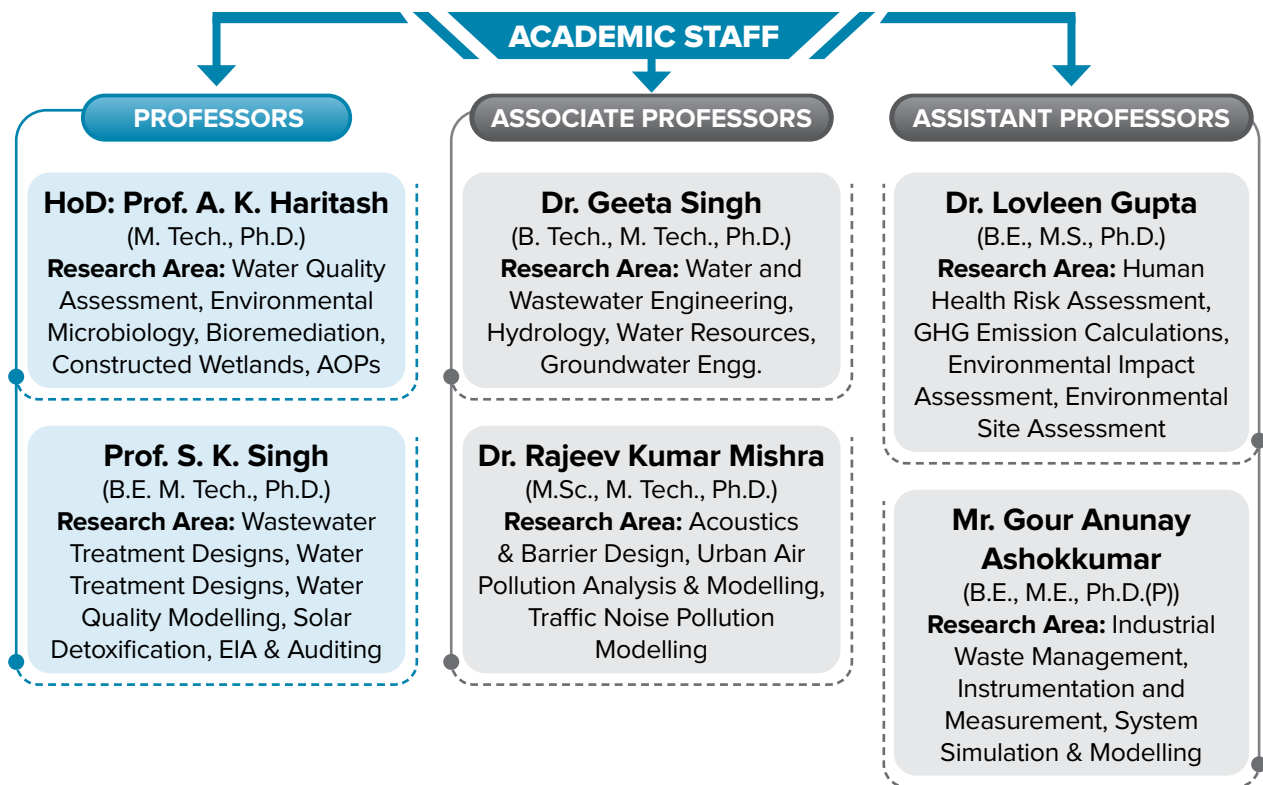 ACADEMIC STAFF
PROFESSORS
HoD: Prof. A. K. Haritash
(M. Tech., Ph.D.)
Research Area: Water Quality
Assessment, Environmental
Microbiology, Bioremediation,
Constructed Wetlands, AOPs
Prof. S. K. Singh
(B.E. M. Tech., Ph.D.)
Research Area: Wastewater
Treatment Designs, Water
Treatment Designs, Water
Quality Modelling, Solar
Detoxification, EIA & Auditing
ASSOCIATE PROFESSORS
Dr. Geeta Singh
(B. Tech., M. Tech., Ph.D.)
Research Area: Water and
Wastewater Engineering,
Hydrology, Water Resources,
Groundwater Engg.
Dr. Rajeev Kumar Mishra
(M.Sc., M. Tech., Ph.D.)
Research Area: Acoustics
& Barrier Design, Urban Air
Pollution Analysis & Modelling,
Traffic Noise Pollution
Modelling
ASSISTANT PROFESSORS
Dr. Lovleen Gupta
(B.E., M.S., Ph.D.)
Research Area: Human
Health Risk Assessment,
GHG Emission Calculations,
Environmental Impact
Assessment, Environmental
Site Assessment
Mr. Gour Anunay
Ashokkumar
(B.E., M.E., Ph.D.(P))
Research Area: Industrial
Waste Management,
Instrumentation and
Measurement, System
Simulation & Modelling